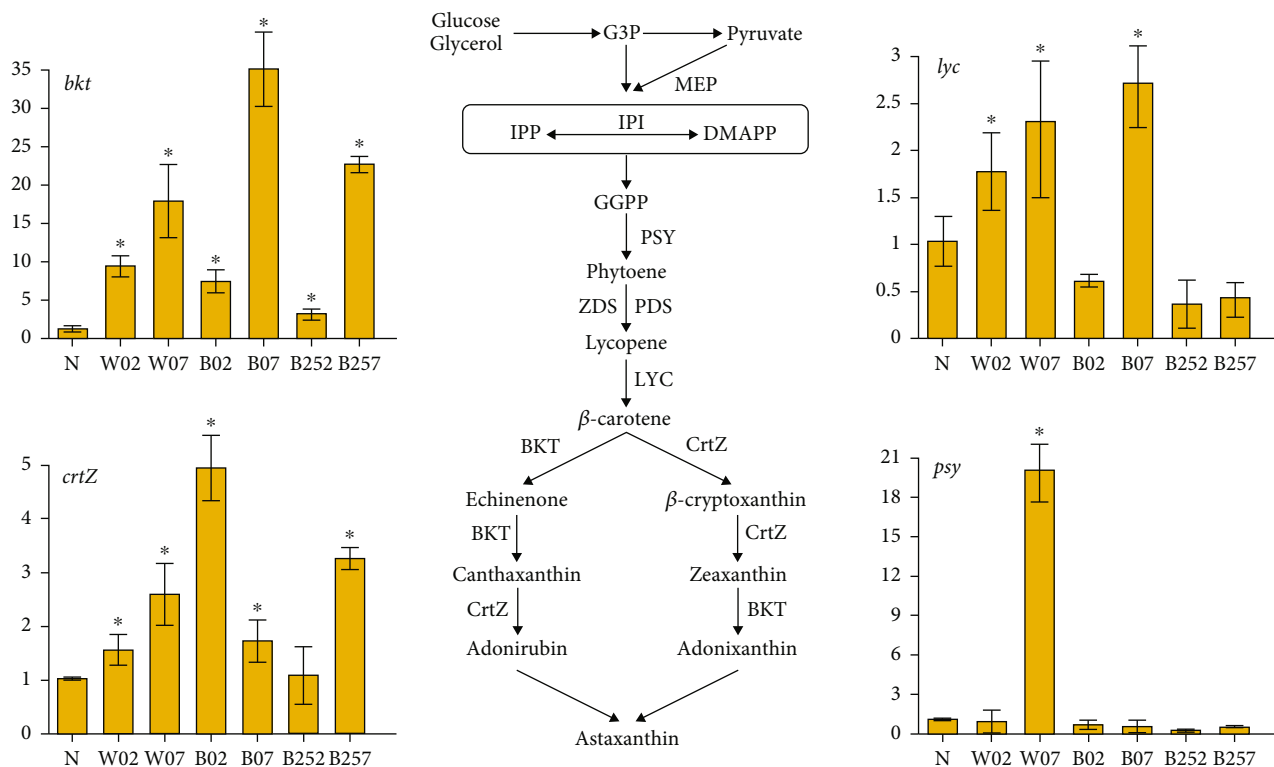 bkt
35
30
25
20
15
10
5
0
* * * * * *
N W02 W07 B02 B07 B252 B257
crtZ
5
4
3
2
1
0
* * * * *
N W02 W07 B02 B07 B252 B257
Glucose
Glycerol
G3P
Pyruvate
MEP
IPI
IPP
DMAPP
GGPP
PSY
Phytoene
ZDS PDS
Lycopene
LYC
β-carotene
BKT CrtZ
Echinenone β-cryptoxanthin
BKT CrtZ
Canthaxanthin Zeaxanthin
CrtZ BKT
Adonirubin Adonixanthin
Astaxanthin
lyc
3
2.5
2
1.5
1
0.5
0
* * *
N W02 W07 B02 B07 B252 B257
psy
21
18
15
12
9
6
3
0
*
N W02 W07 B02 B07 B252 B257